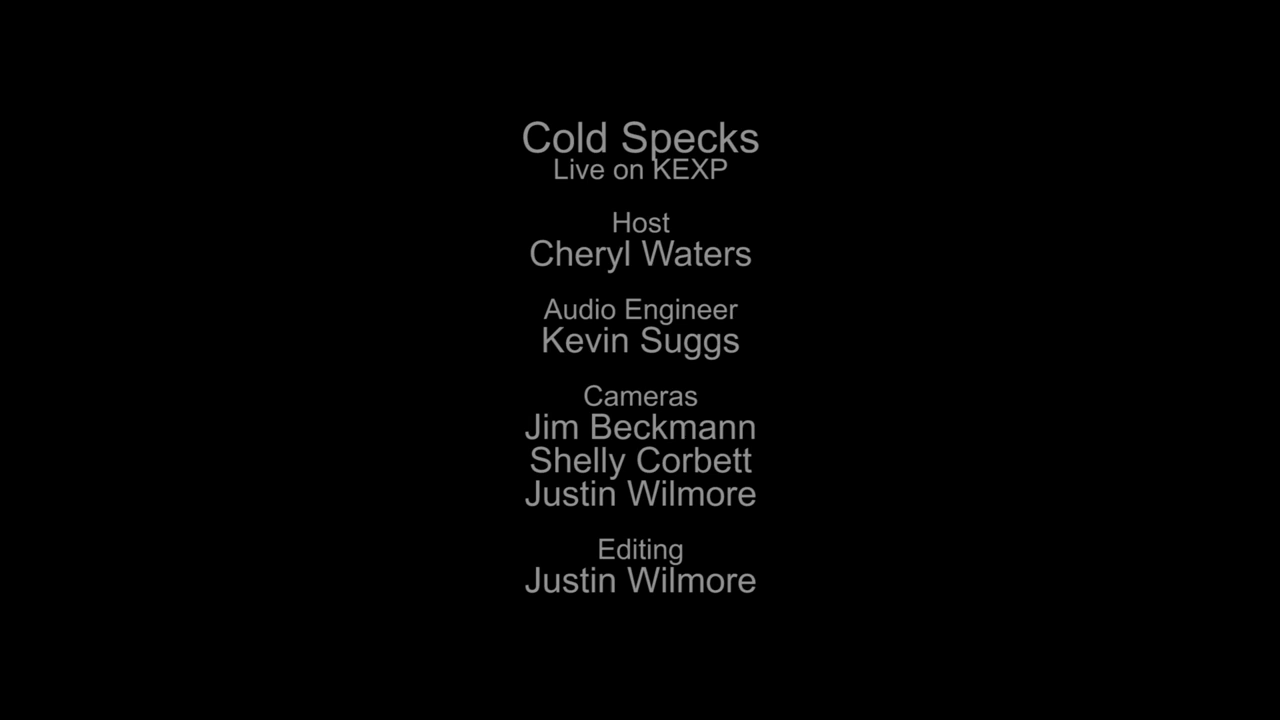 Cold Specks
Live on KEXP
Host
Cheryl Waters
Audio Engineer
Kevin Suggs
Cameras
Jim Beckmann
Shelly Corbett
Justin Wilmore
Editing
Justin Wilmore